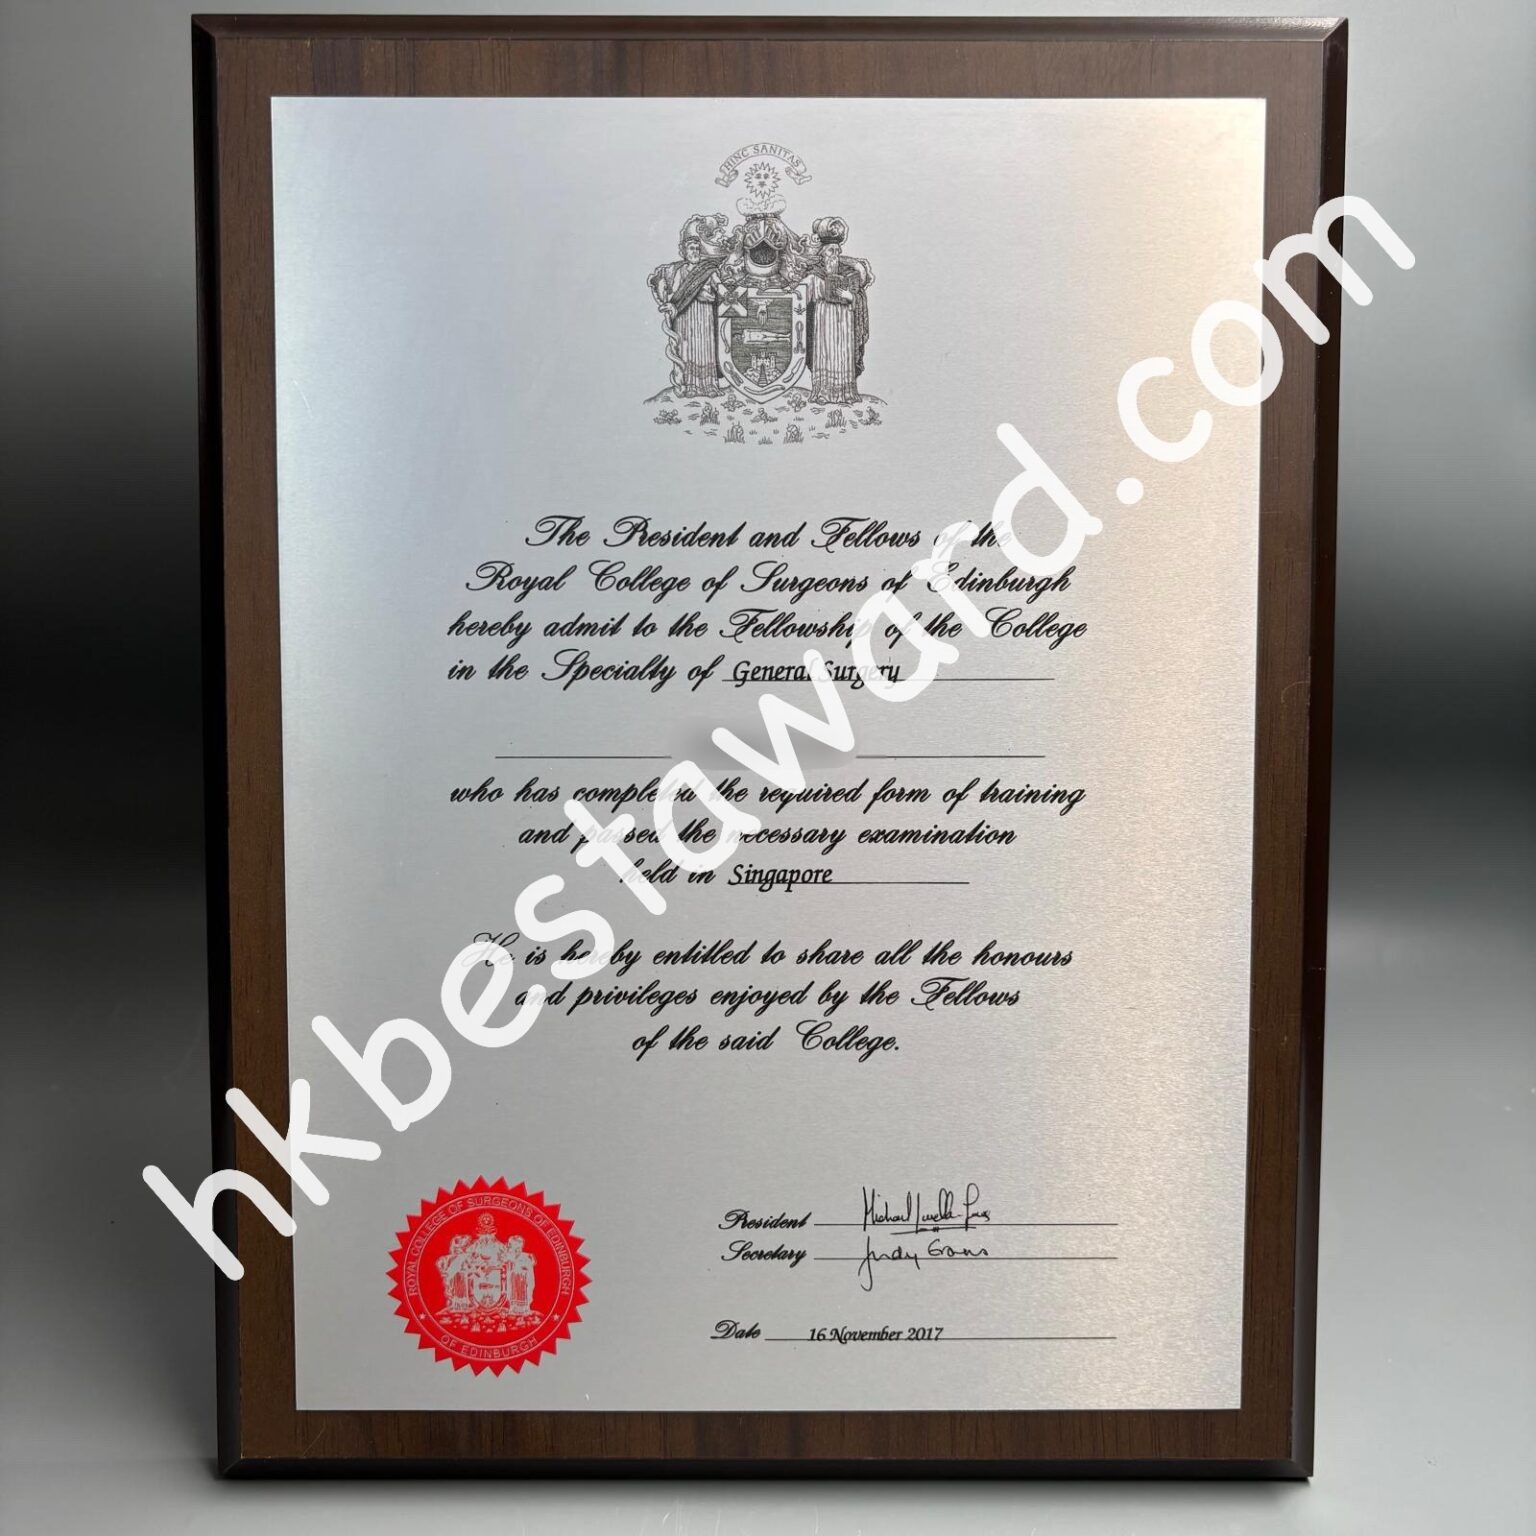 HINC SANITAS
The President and Fellows of the
Royal College of Surgeons of Edinburgh
hereby admit to the Fellowship of the College
in the Specialty of General Surgery
who has completed the required form of training
and passed the necessary examination
held in Singapore
He is hereby entitled to share all the honours
and privileges enjoyed by the Fellows
of the said College.
President
Secretary Judy Evans
Date 16 November 2017
ROYAL COLLEGE OF SURGEONS OF EDINBURGH
OF EDINBURGH
hkbestaward.com